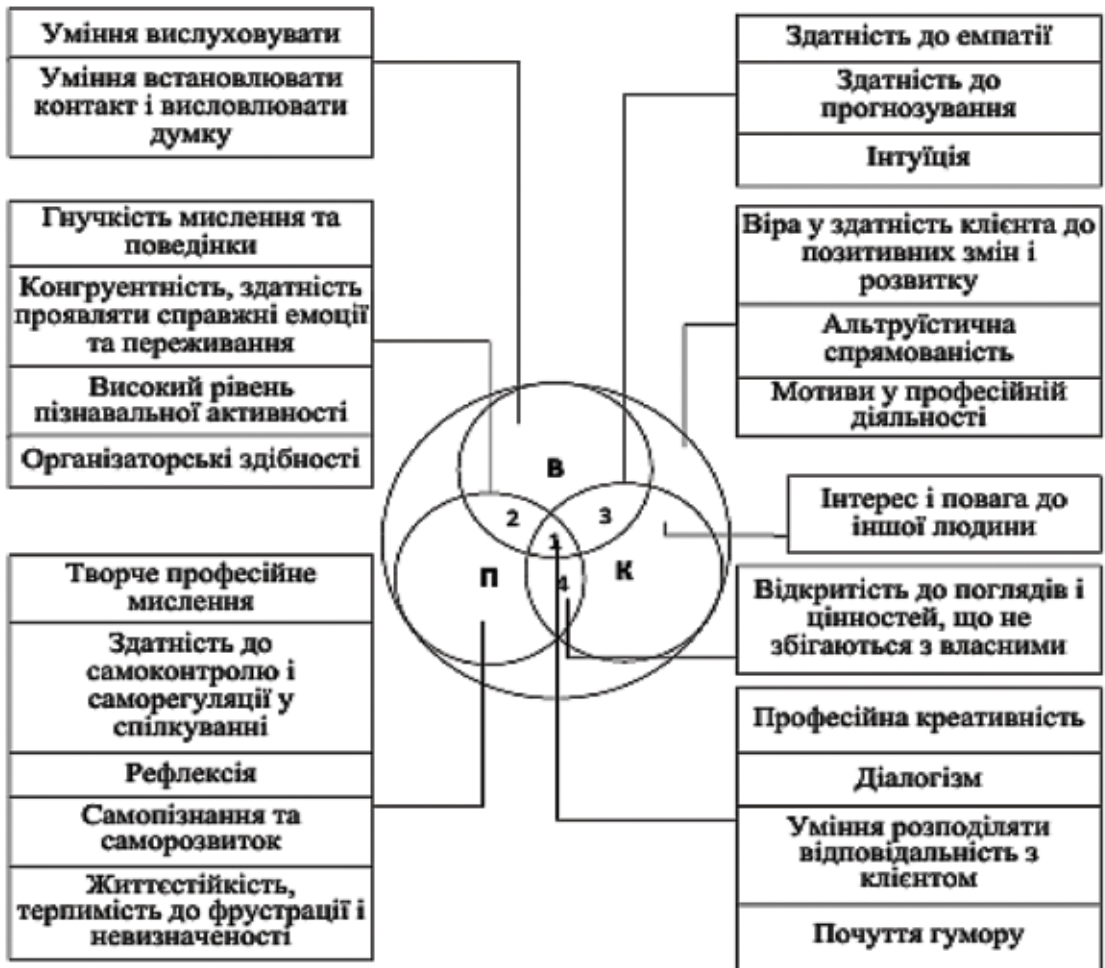 Уміння вислуховувати
Уміння встановлювати
контакт і висловлювати
думку
Гнучкість мислення та
поведінки
Конгруентність, здатність
проявляти справжні емоції
та переживання
Високий рівень
пізнавальної активності
Організаторські здібності
Творче професійне
мислення
Здатність до
самоконтролю і
саморегуляції у
спілкуванні
Рефлексія
Самопізнання та
саморозвиток
Життєстійкість,
терпимість до фрустрації і
невизначеності
В
2
3
1
П
К
4
Здатність до емпатії
Здатність до
прогнозування
Інтуїція
Віра у здатність клієнта до
позитивних змін і
розвитку
Альтруїстична
спрямованість
Мотиви у професійній
діяльності
Інтерес і повага до
іншої людини
Відкритість до поглядів і
цінностей, що не
збігаються з власними
Професійна креативність
Діалогізм
Уміння розподіляти
відповідальність з
клієнтом
Почуття гумору